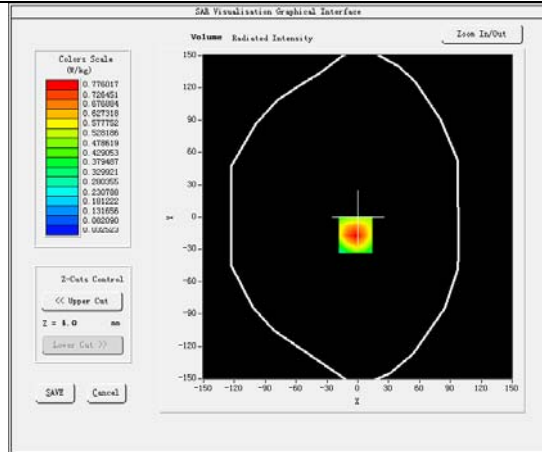 SAR Visualisation Graphical Interface
Volume Radiated Intensity
Zoom In/Out
Colors Scale
(W/kg)
0.776017
0.726451
0.676884
0.627318
0.577752
0.528186
0.478619
0.429053
0.379487
0.329921
0.280355
0.230788
0.181222
0.131656
0.082090
0.032523
150
120
90
60
30
0
-30
-60
-90
-120
-150
Y
-150 -120 -90 -60 -30 0 30 60 90 120 150
X
Z-Cuts Control
<< Upper Cut
Z = 4.0 mm
Lower Cut >>
SAVE Cancel